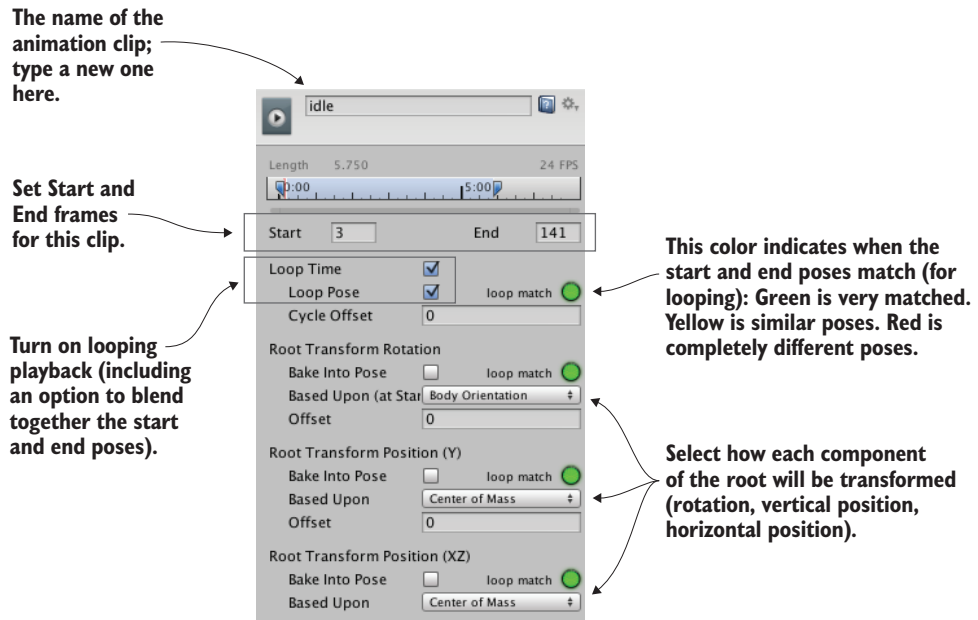 The name of the
animation clip;
type a new one
here.
idle
Length 5.750 24 FPS
0:00 5:00
Set Start and
End frames
for this clip.
Start 3 End 141
Loop Time
Loop Pose loop match
Cycle Offset 0
This color indicates when the
start and end poses match (for
looping): Green is very matched.
Yellow is similar poses. Red is
completely different poses.
Turn on looping
playback (including
an option to blend
together the start
and end poses).
Root Transform Rotation
Bake Into Pose loop match
Based Upon (at Star Body Orientation
Offset 0
Root Transform Position (Y)
Bake Into Pose loop match
Based Upon Center of Mass
Offset 0
Select how each component
of the root will be transformed
(rotation, vertical position,
horizontal position).
Root Transform Position (XZ)
Bake Into Pose loop match
Based Upon Center of Mass